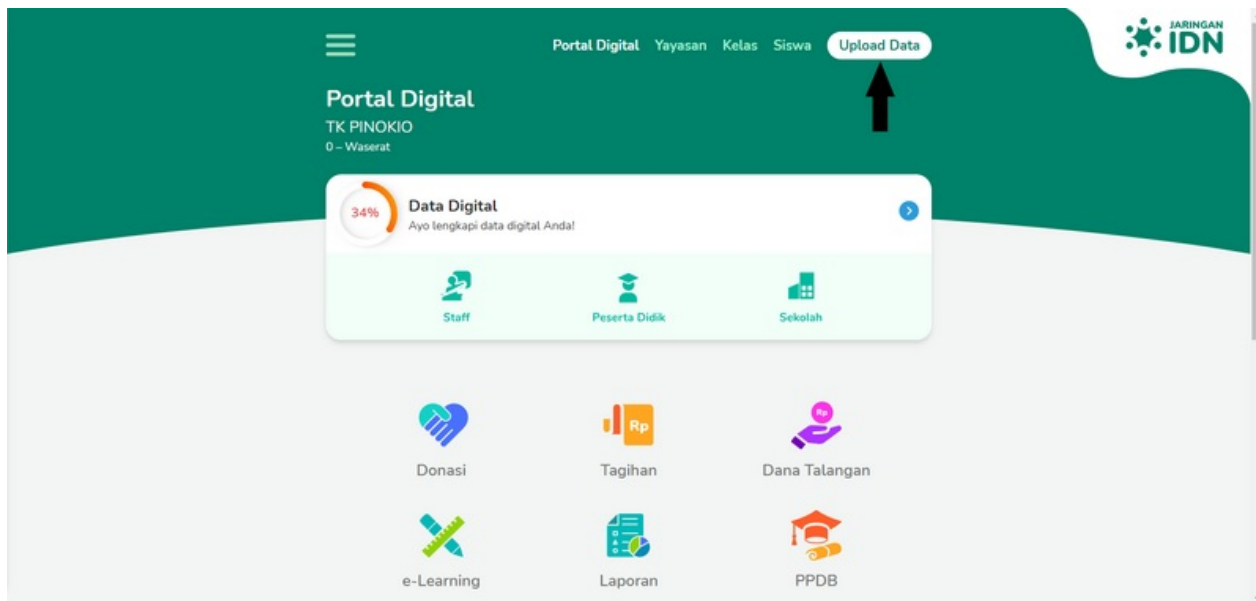 Portal Digital Yayasan Kelas Siswa Upload Data
JARINGAN
IDN
Portal Digital
TK PINOKIO
0 – Waserat
34%
Data Digital
Ayo lengkapi data digital Anda!
Staff Peserta Didik Sekolah
Rp Rp
Donasi Tagihan Dana Talangan
e-Learning Laporan PPDB